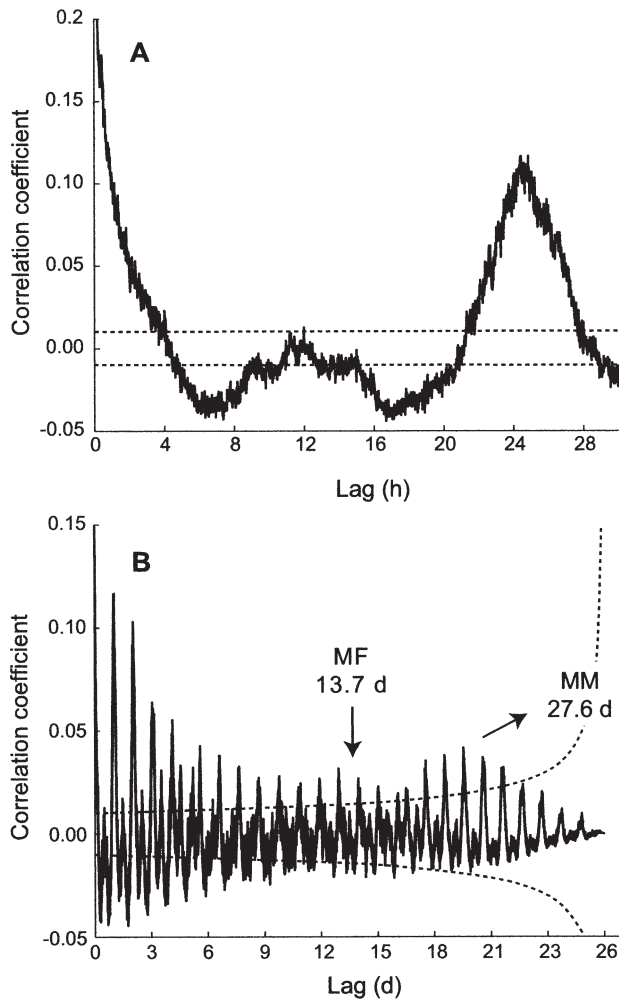 A
Correlation coefficient
0.2
0.15
0.10
0.05
0.00
-0.05
0 4 8 12 16 20 24 28
Lag (h)
B
Correlation coefficient
0.15
0.10
0.05
0.00
-0.05
MF
13.7 d
MM
27.6 d
0 3 6 9 12 15 18 21 23 26
Lag (d)